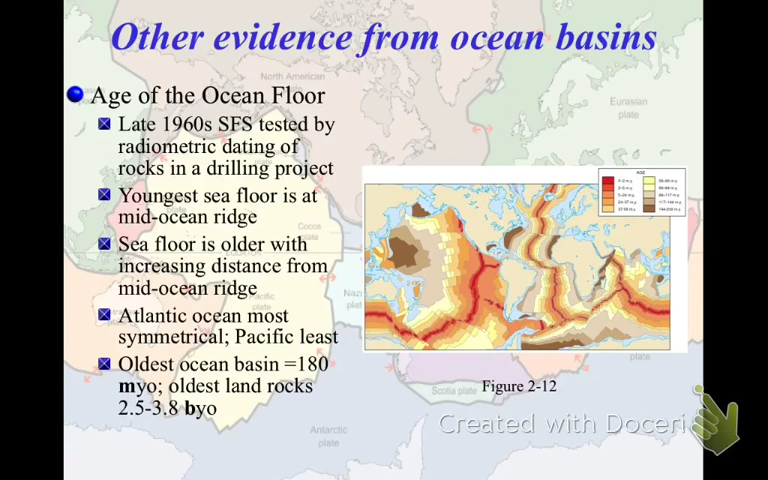 Other evidence from ocean basins
North American
Plate
Eurasian
plate
Age of the Ocean Floor
Late 1960s SFS tested by
radiometric dating of
rocks in a drilling project
Youngest sea floor is at
mid-ocean ridge
Sea floor is older with
increasing distance from
mid-ocean ridge
Atlantic ocean most
symmetrical; Pacific least
Oldest ocean basin =180
myo; oldest land rocks
2.5-3.8 byo
Cocos
plate
Pacific
plate
AGE
Figure 2-12
plate
Scotia plate
Antarctic
plate
Created with Doceri